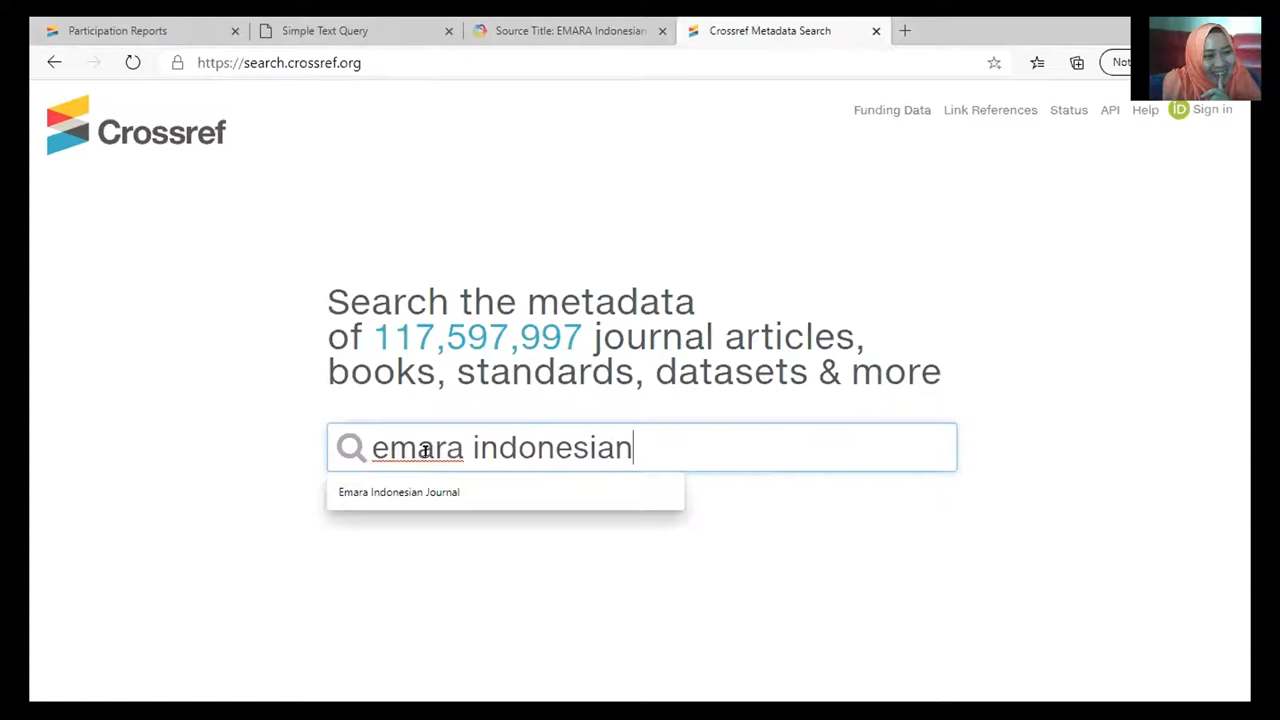 Participation Reports
Simple Text Query
Source Title: EMARA Indonesian
Crossref Metadata Search
https://search.crossref.org
Not
Crossref
Funding Data
Link References
Status
API
Help
iD Sign in
Search the metadata
of 117,597,997 journal articles,
books, standards, datasets & more
emara indonesian
Emara Indonesian Journal